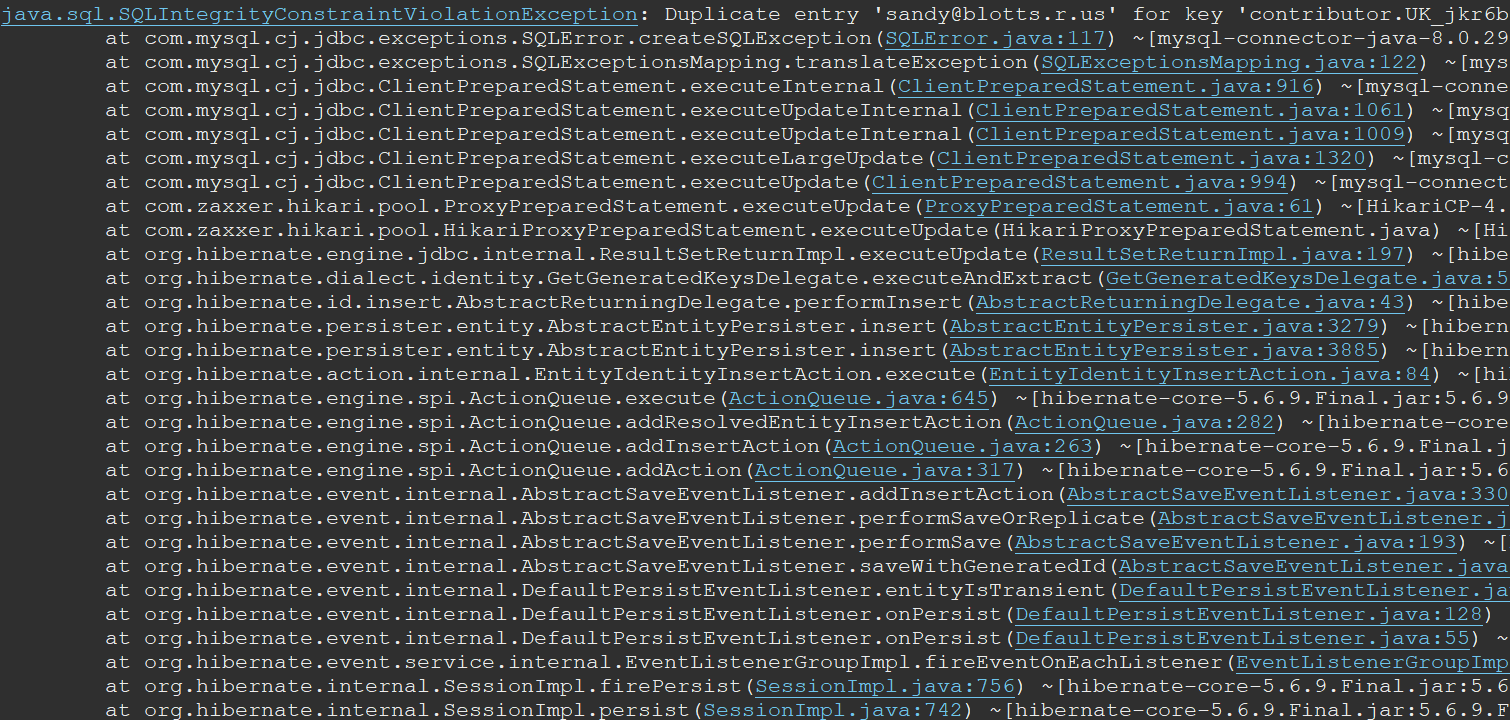 java.sql.SQLIntegrityConstraintViolationException: Duplicate entry 'sandy@blotts.r.us' for key 'contributor.UK_jkr6b
at com.mysql.cj.jdbc.exceptions.SQLError.createSQLException(SQLError.java:117) ~[mysql-connector-java-8.0.29
at com.mysql.cj.jdbc.exceptions.SQLExceptionsMapping.translateException(SQLExceptionsMapping.java:122) ~[mys
at com.mysql.cj.jdbc.ClientPreparedStatement.executeInternal(ClientPreparedStatement.java:916) ~[mysql-conne
at com.mysql.cj.jdbc.ClientPreparedStatement.executeUpdateInternal(ClientPreparedStatement.java:1061) ~[mysq
at com.mysql.cj.jdbc.ClientPreparedStatement.executeUpdateInternal(ClientPreparedStatement.java:1009) ~[mysq
at com.mysql.cj.jdbc.ClientPreparedStatement.executeLargeUpdate(ClientPreparedStatement.java:1320) ~[mysql-c
at com.mysql.cj.jdbc.ClientPreparedStatement.executeUpdate(ClientPreparedStatement.java:994) ~[mysql-connect
at com.zaxxer.hikari.pool.ProxyPreparedStatement.executeUpdate(ProxyPreparedStatement.java:61) ~[HikariCP-4.
at com.zaxxer.hikari.pool.HikariProxyPreparedStatement.executeUpdate(HikariProxyPreparedStatement.java) ~[Hi
at org.hibernate.engine.jdbc.internal.ResultSetReturnImpl.executeUpdate(ResultSetReturnImpl.java:197) ~[hibe
at org.hibernate.dialect.identity.GetGeneratedKeysDelegate.executeAndExtract(GetGeneratedKeysDelegate.java:5
at org.hibernate.id.insert.AbstractReturningDelegate.performInsert(AbstractReturningDelegate.java:43) ~[hibe
at org.hibernate.persister.entity.AbstractEntityPersister.insert(AbstractEntityPersister.java:3279) ~[hibern
at org.hibernate.persister.entity.AbstractEntityPersister.insert(AbstractEntityPersister.java:3885) ~[hibern
at org.hibernate.action.internal.EntityIdentityInsertAction.execute(EntityIdentityInsertAction.java:84) ~[hi
at org.hibernate.engine.spi.ActionQueue.execute(ActionQueue.java:645) ~[hibernate-core-5.6.9.Final.jar:5.6.9
at org.hibernate.engine.spi.ActionQueue.addResolvedEntityInsertAction(ActionQueue.java:282) ~[hibernate-core
at org.hibernate.engine.spi.ActionQueue.addInsertAction(ActionQueue.java:263) ~[hibernate-core-5.6.9.Final.j
at org.hibernate.engine.spi.ActionQueue.addAction(ActionQueue.java:317) ~[hibernate-core-5.6.9.Final.jar:5.6
at org.hibernate.event.internal.AbstractSaveEventListener.addInsertAction(AbstractSaveEventListener.java:330
at org.hibernate.event.internal.AbstractSaveEventListener.performSaveOrReplicate(AbstractSaveEventListener.j
at org.hibernate.event.internal.AbstractSaveEventListener.performSave(AbstractSaveEventListener.java:193) ~[
at org.hibernate.event.internal.AbstractSaveEventListener.saveWithGeneratedId(AbstractSaveEventListener.java
at org.hibernate.event.internal.DefaultPersistEventListener.entityIsTransient(DefaultPersistEventListener.ja
at org.hibernate.event.internal.DefaultPersistEventListener.onPersist(DefaultPersistEventListener.java:128)
at org.hibernate.event.internal.DefaultPersistEventListener.onPersist(DefaultPersistEventListener.java:55) ~
at org.hibernate.event.service.internal.EventListenerGroupImpl.fireEventOnEachListener(EventListenerGroupImp
at org.hibernate.internal.SessionImpl.firePersist(SessionImpl.java:756) ~[hibernate-core-5.6.9.Final.jar:5.6
at org.hibernate.internal.SessionImpl.persist(SessionImpl.java:742) ~[hibernate-core-5.6.9.Final.jar:5.6.9.F